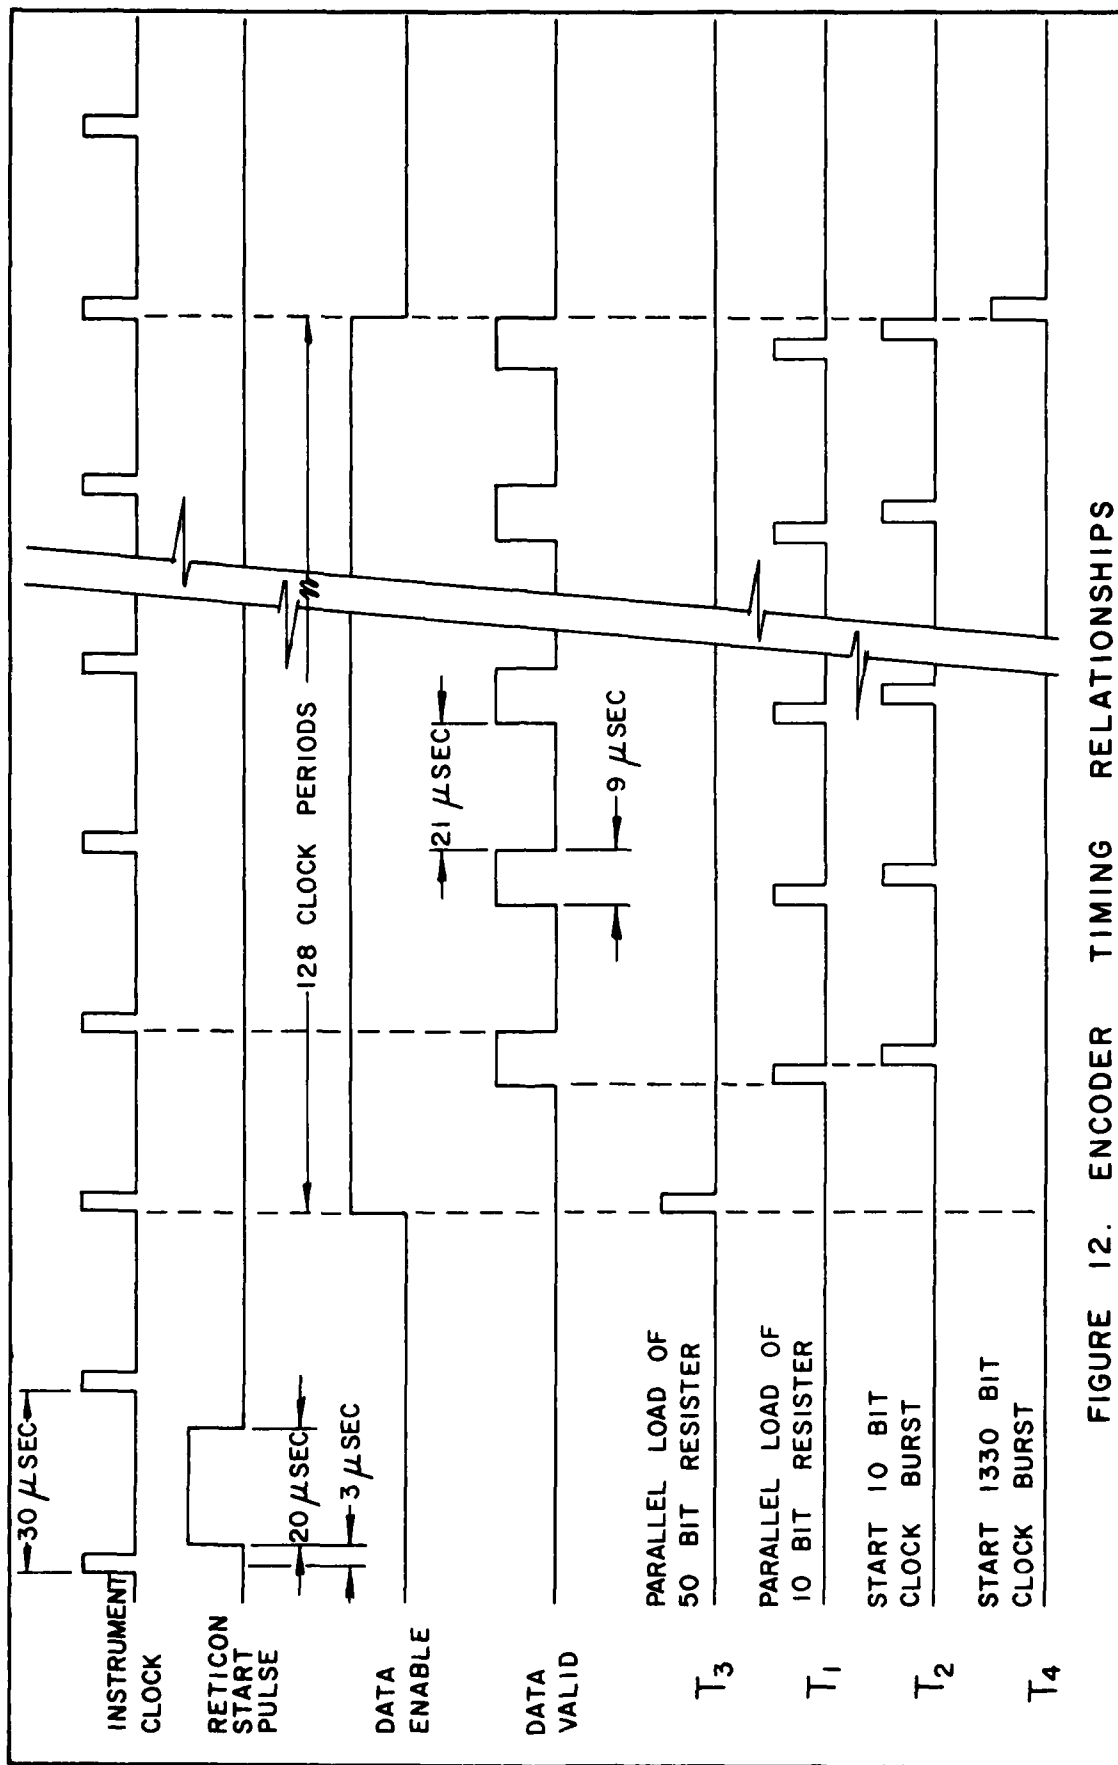 INSTRUMENT
CLOCK
30 μSEC
RETICON
START
PULSE
20 μSEC
3 μSEC
128 CLOCK PERIODS
DATA
ENABLE
DATA
VALID
21 μSEC
9 μSEC
T3
PARALLEL LOAD OF
50 BIT RESISTER
T1
PARALLEL LOAD OF
10 BIT RESISTER
T2
START 10 BIT
CLOCK BURST
T4
START 1330 BIT
CLOCK BURST
FIGURE 12. ENCODER TIMING RELATIONSHIPS